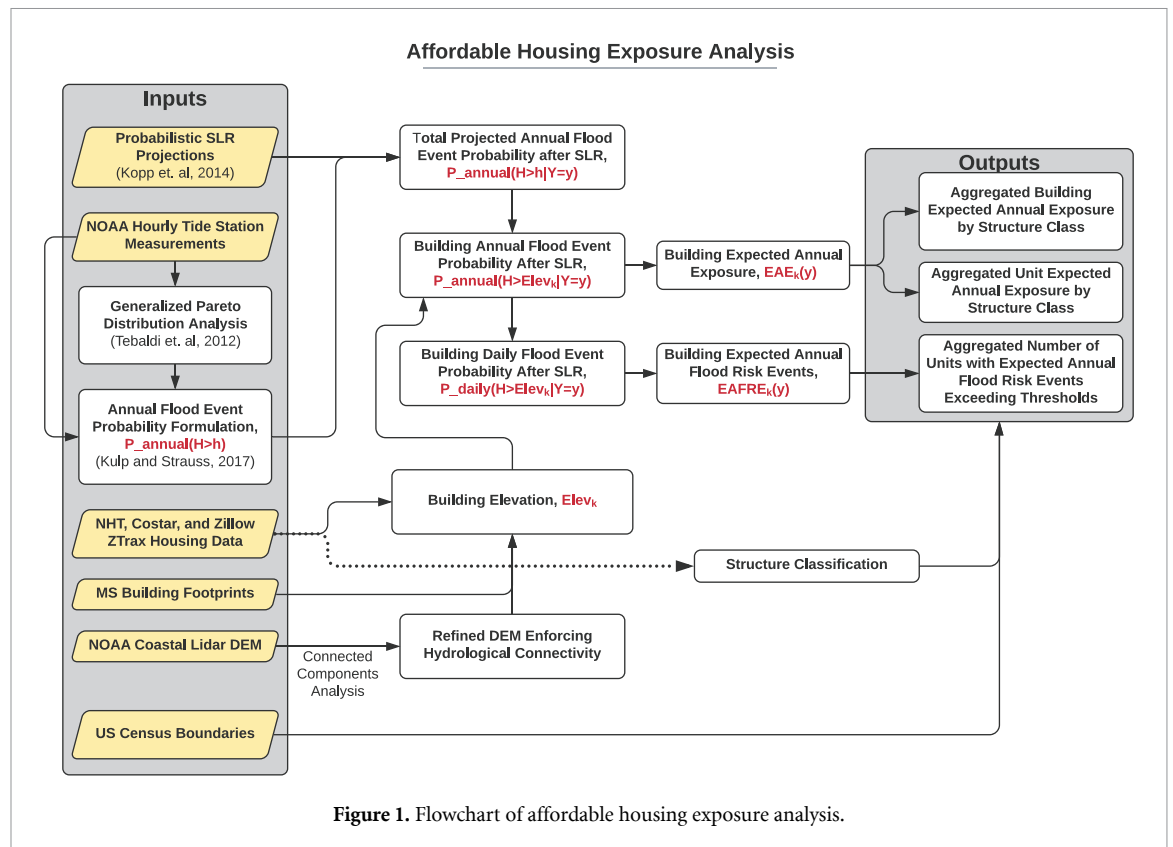 Affordable Housing Exposure Analysis
Inputs
Probabilistic SLR
Projections
(Kopp et. al, 2014)
NOAA Hourly Tide Station
Measurements
Generalized Pareto
Distribution Analysis
(Tebaldi et. al, 2012)
Annual Flood Event
Probability Formulation,
P_annual(H>h)
(Kulp and Strauss, 2017)
NHT, Costar, and Zillow
ZTrax Housing Data
MS Building Footprints
NOAA Coastal Lidar DEM
US Census Boundaries
Connected
Components
Analysis
Total Projected Annual Flood
Event Probability after SLR,
P_annual(H>h|Y=y)
Building Annual Flood Event
Probability After SLR,
P_annual(H>Elevₖ|Y=y)
Building Daily Flood Event
Probability After SLR,
P_daily(H>Elevₖ|Y=y)
Building Elevation, Elevₖ
Refined DEM Enforcing
Hydrological Connectivity
Building Expected Annual
Exposure, EAEₖ(y)
Building Expected Annual
Flood Risk Events,
EAFREₖ(y)
Structure Classification
Outputs
Aggregated Building
Expected Annual Exposure
by Structure Class
Aggregated Unit Expected
Annual Exposure by
Structure Class
Aggregated Number of
Units with Expected Annual
Flood Risk Events
Exceeding Thresholds
Figure 1. Flowchart of affordable housing exposure analysis.